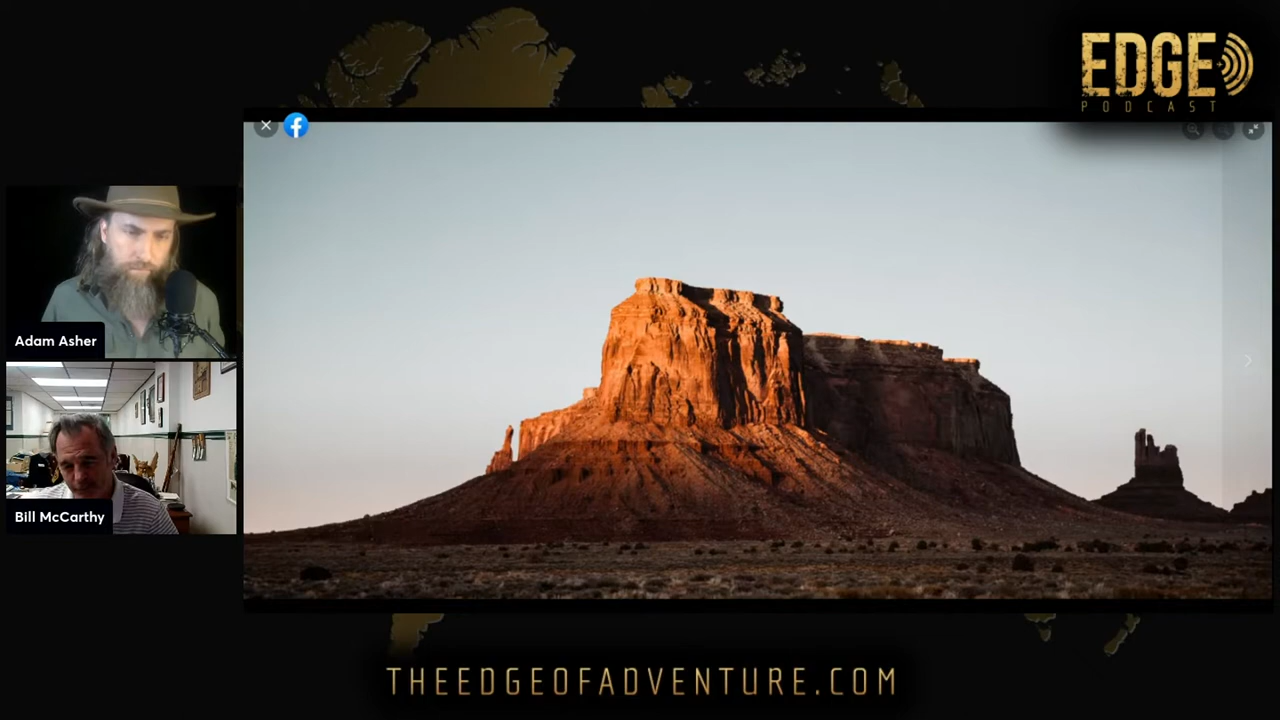 EDGE
PODCAST
Adam Asher
Bill McCarthy
THEEDGEOFADVENTURE.COM